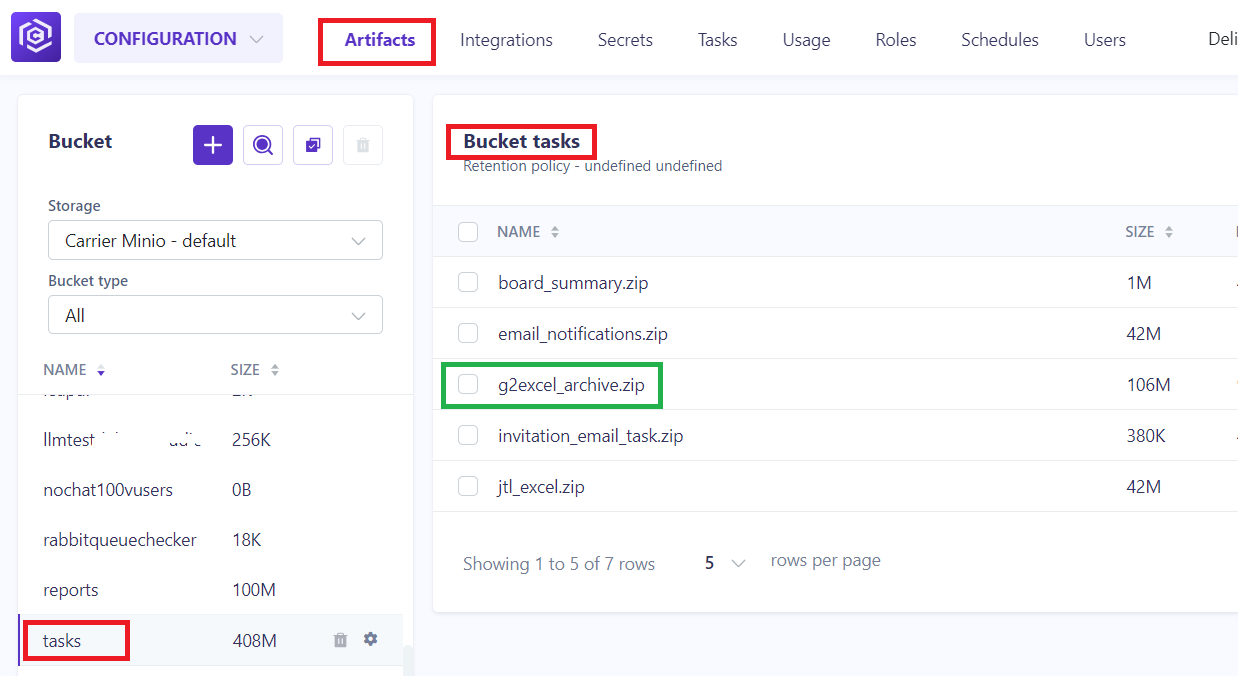 CONFIGURATION Artifacts Integrations Secrets Tasks Usage Roles Schedules Users Deli
Bucket
Storage
Carrier Minio - default
Bucket type
All
NAME SIZE
llmtest 256K
nochat100vusers 0B
rabbitqueuechecker 18K
reports 100M
tasks 408M
Bucket tasks
Retention policy - undefined undefined
NAME SIZE
board_summary.zip 1M
email_notifications.zip 42M
g2excel_archive.zip 106M
invitation_email_task.zip 380K
jtl_excel.zip 42M
Showing 1 to 5 of 7 rows 5 rows per page